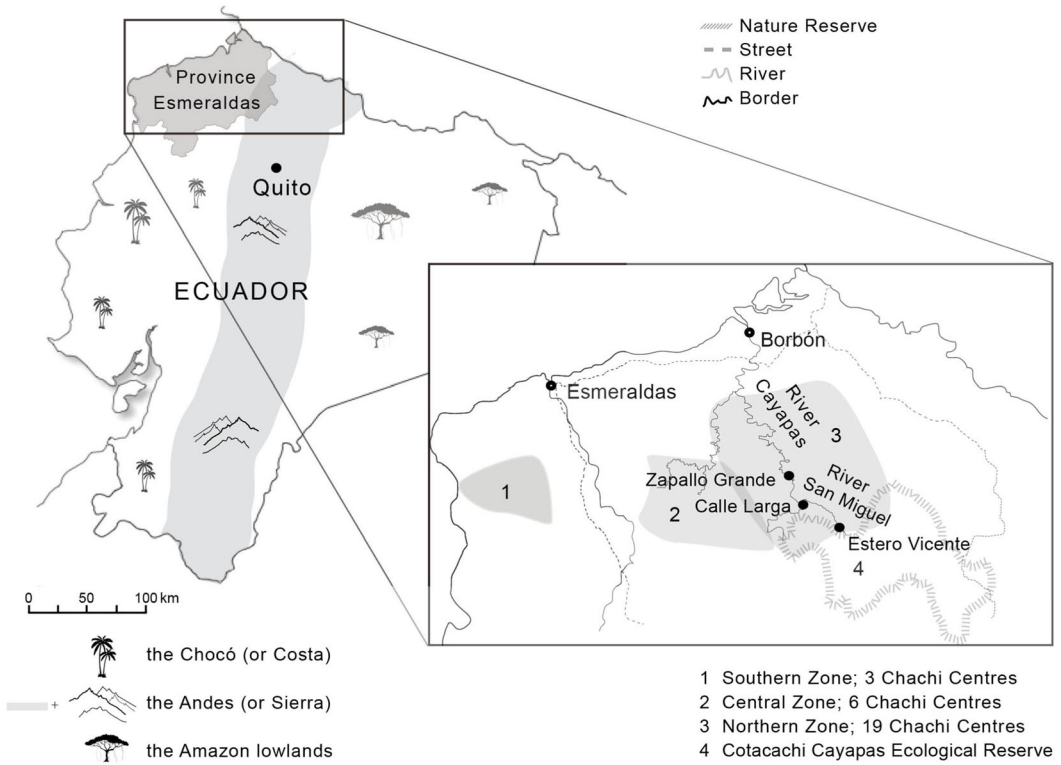 Nature Reserve
Street
River
Border
Province
Esmeraldas
Quito
ECUADOR
Borbón
Esmeraldas
River
Cayapas
3
1
Zapallo Grande
River
San Miguel
2
Calle Larga
Estero Vicente
4
0 50 100 km
the Chocó (or Costa)
+ the Andes (or Sierra)
the Amazon lowlands
1 Southern Zone; 3 Chachi Centres
2 Central Zone; 6 Chachi Centres
3 Northern Zone; 19 Chachi Centres
4 Cotacachi Cayapas Ecological Reserve